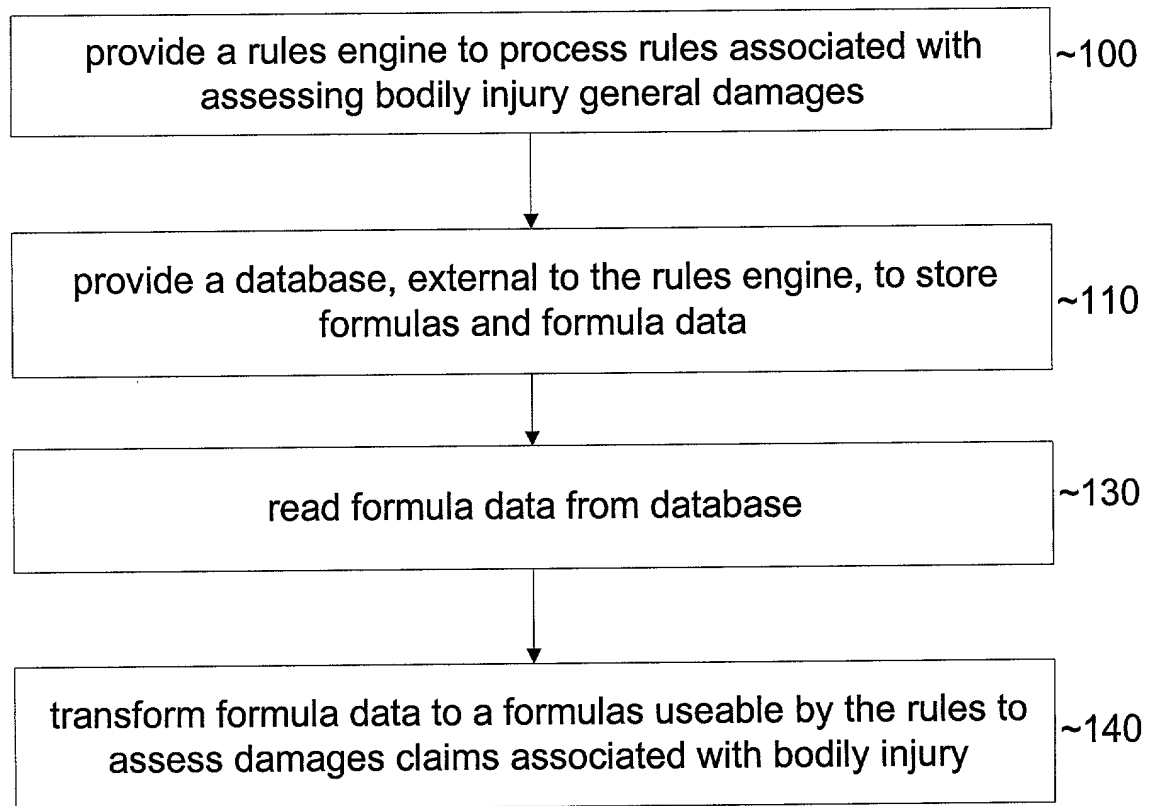 provide a rules engine to process rules associated with
assessing bodily injury general damages
~100
provide a database, external to the rules engine, to store
formulas and formula data
~110
read formula data from database
~130
transform formula data to a formulas useable by the rules to
assess damages claims associated with bodily injury
~140